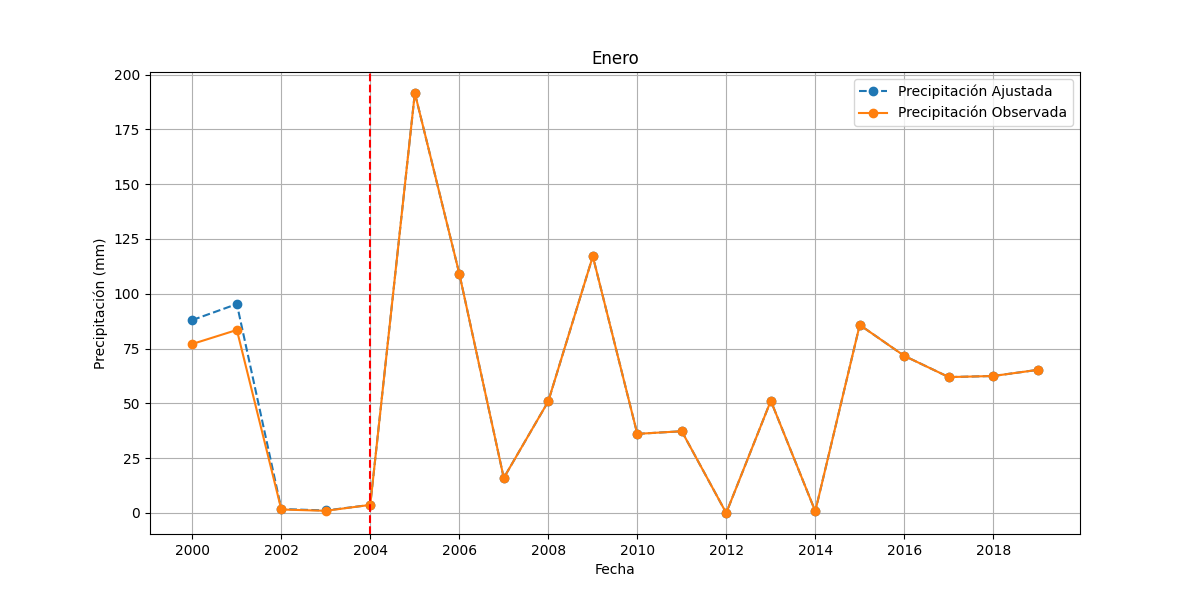 Enero
Precipitación Ajustada
Precipitación Observada
Precipitación (mm)
200
175
150
125
100
75
50
25
0
2000 2002 2004 2006 2008 2010 2012 2014 2016 2018
Fecha